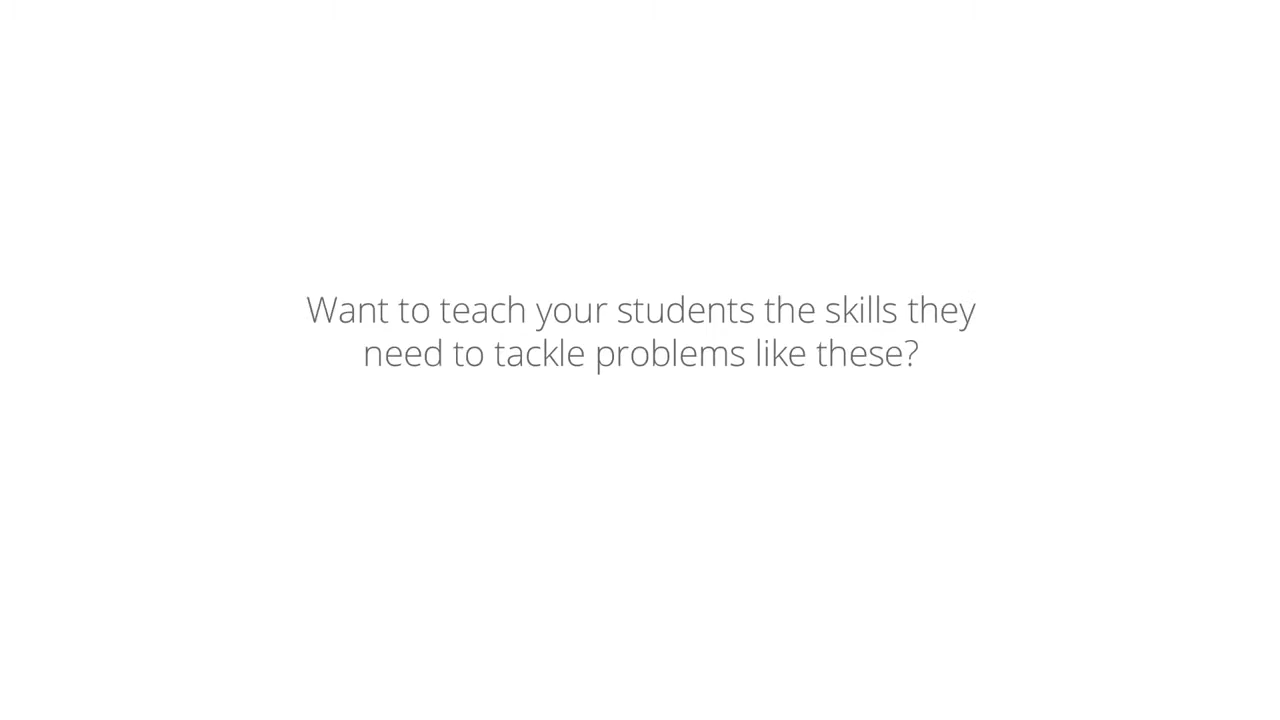 Want to teach your students the skills they
need to tackle problems like these?